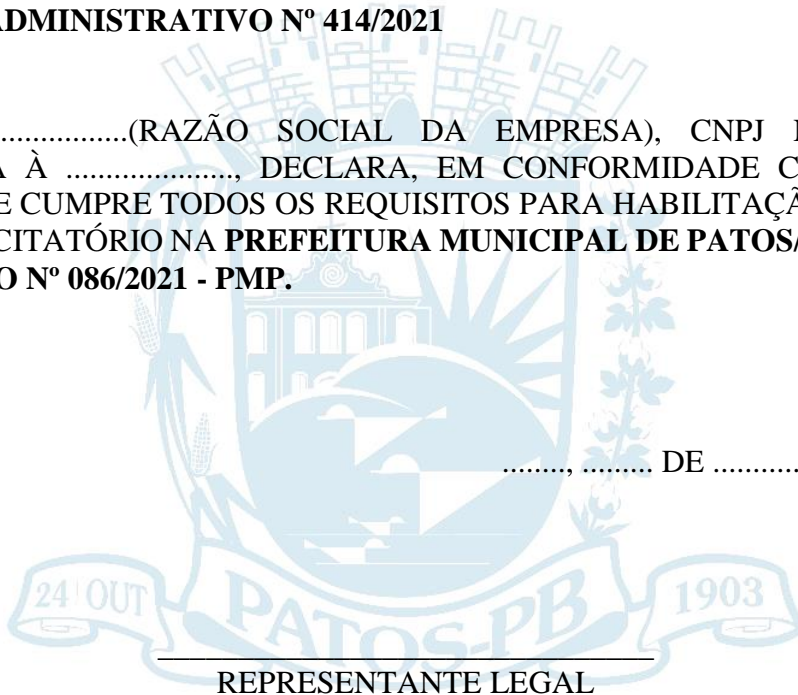 ADMINISTRATIVO Nº 414/2021
................(RAZÃO SOCIAL DA EMPRESA), CNPJ
À ...................., DECLARA, EM CONFORMIDADE
E CUMPRE TODOS OS REQUISITOS PARA HABILITAÇÃ
CITATÓRIO NA PREFEITURA MUNICIPAL DE PATOS/
O Nº 086/2021 - PMP.
........, ......... DE ...........
24 OUT
PATOS-PB
1903
REPRESENTANTE LEGAL